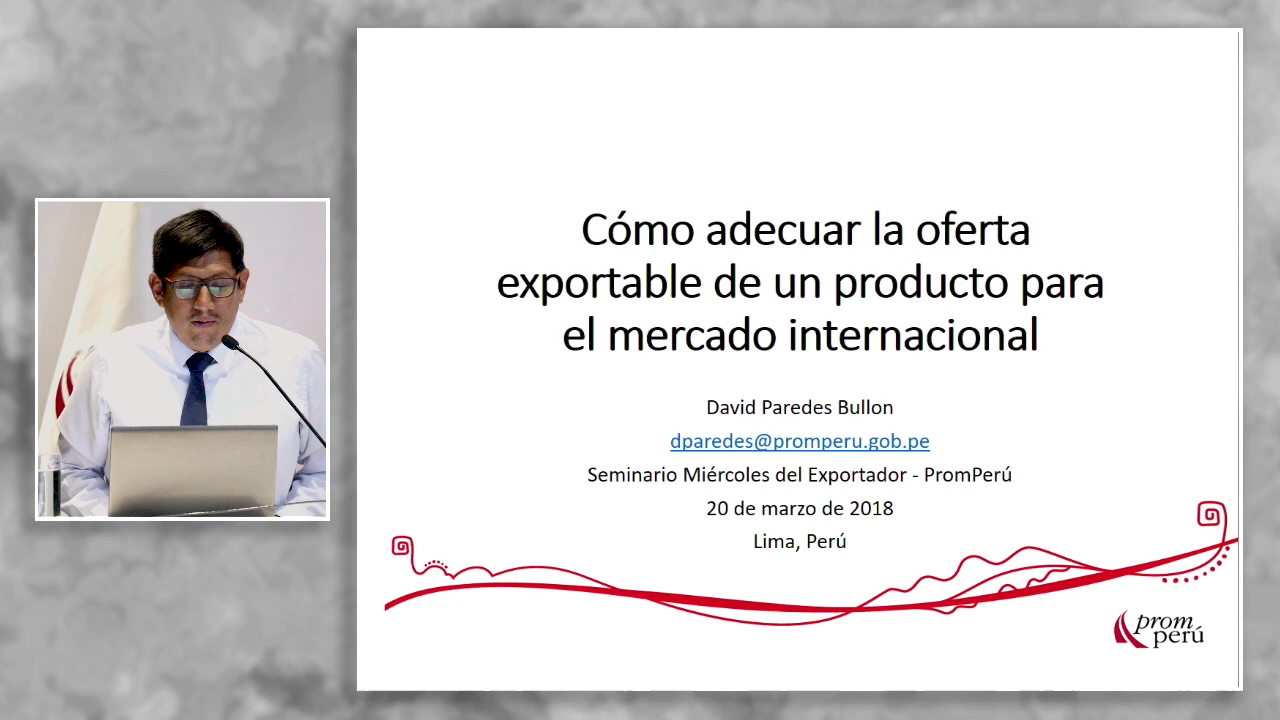 Cómo adecuar la oferta
exportable de un producto para
el mercado internacional
David Paredes Bullon
dparedes@promperu.gob.pe
Seminario Miércoles del Exportador - PromPerú
20 de marzo de 2018
Lima, Perú
prom
perú